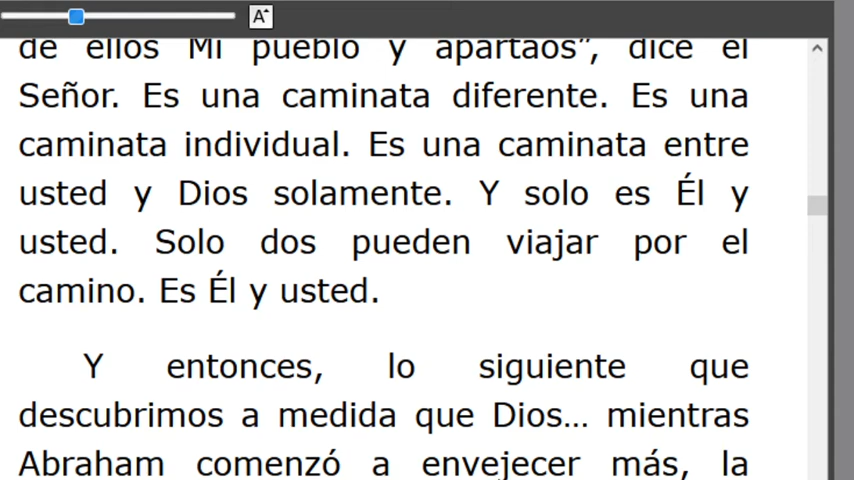 A
de ellos Mi pueblo y apartaos”, dice el
Señor. Es una caminata diferente. Es una
caminata individual. Es una caminata entre
usted y Dios solamente. Y solo es Él y
usted. Solo dos pueden viajar por el
camino. Es Él y usted.
Y entonces, lo siguiente que
descubrimos a medida que Dios… mientras
Abraham comenzó a envejecer más, la